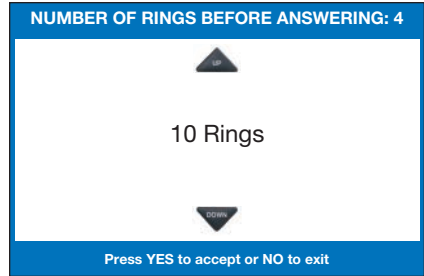 NUMBER OF RINGS BEFORE ANSWERING: 4
UP
10 Rings
DOWN
Press YES to accept or NO to exit